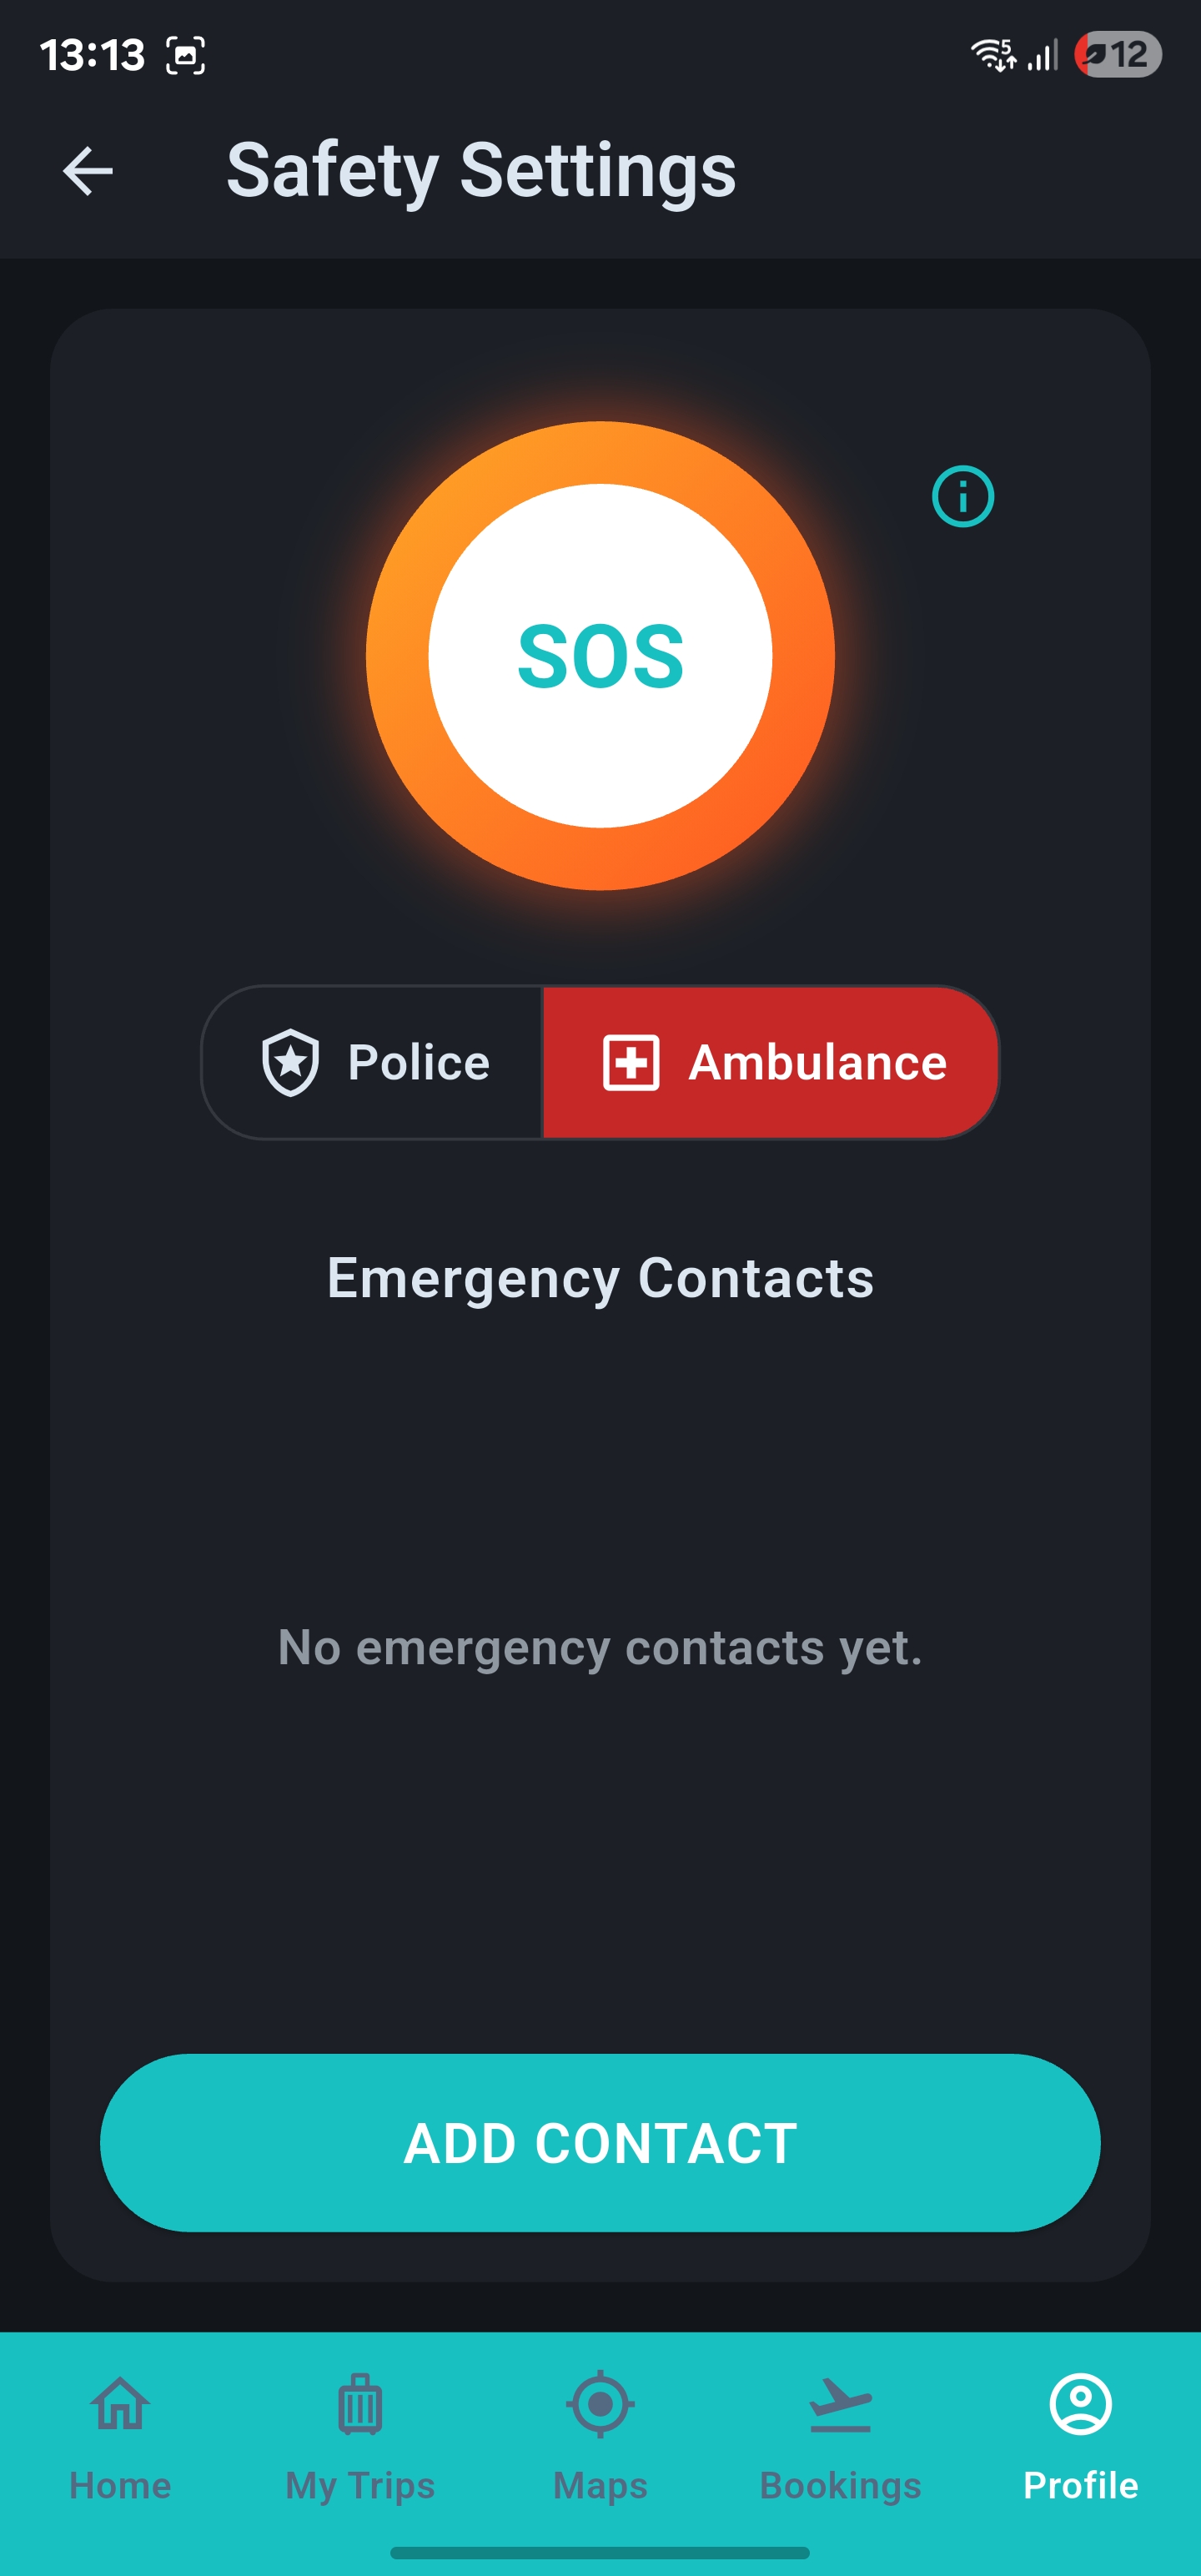 13:13
5
12
Safety Settings
SOS
Police
Ambulance
Emergency Contacts
No emergency contacts yet.
ADD CONTACT
Home
My Trips
Maps
Bookings
Profile